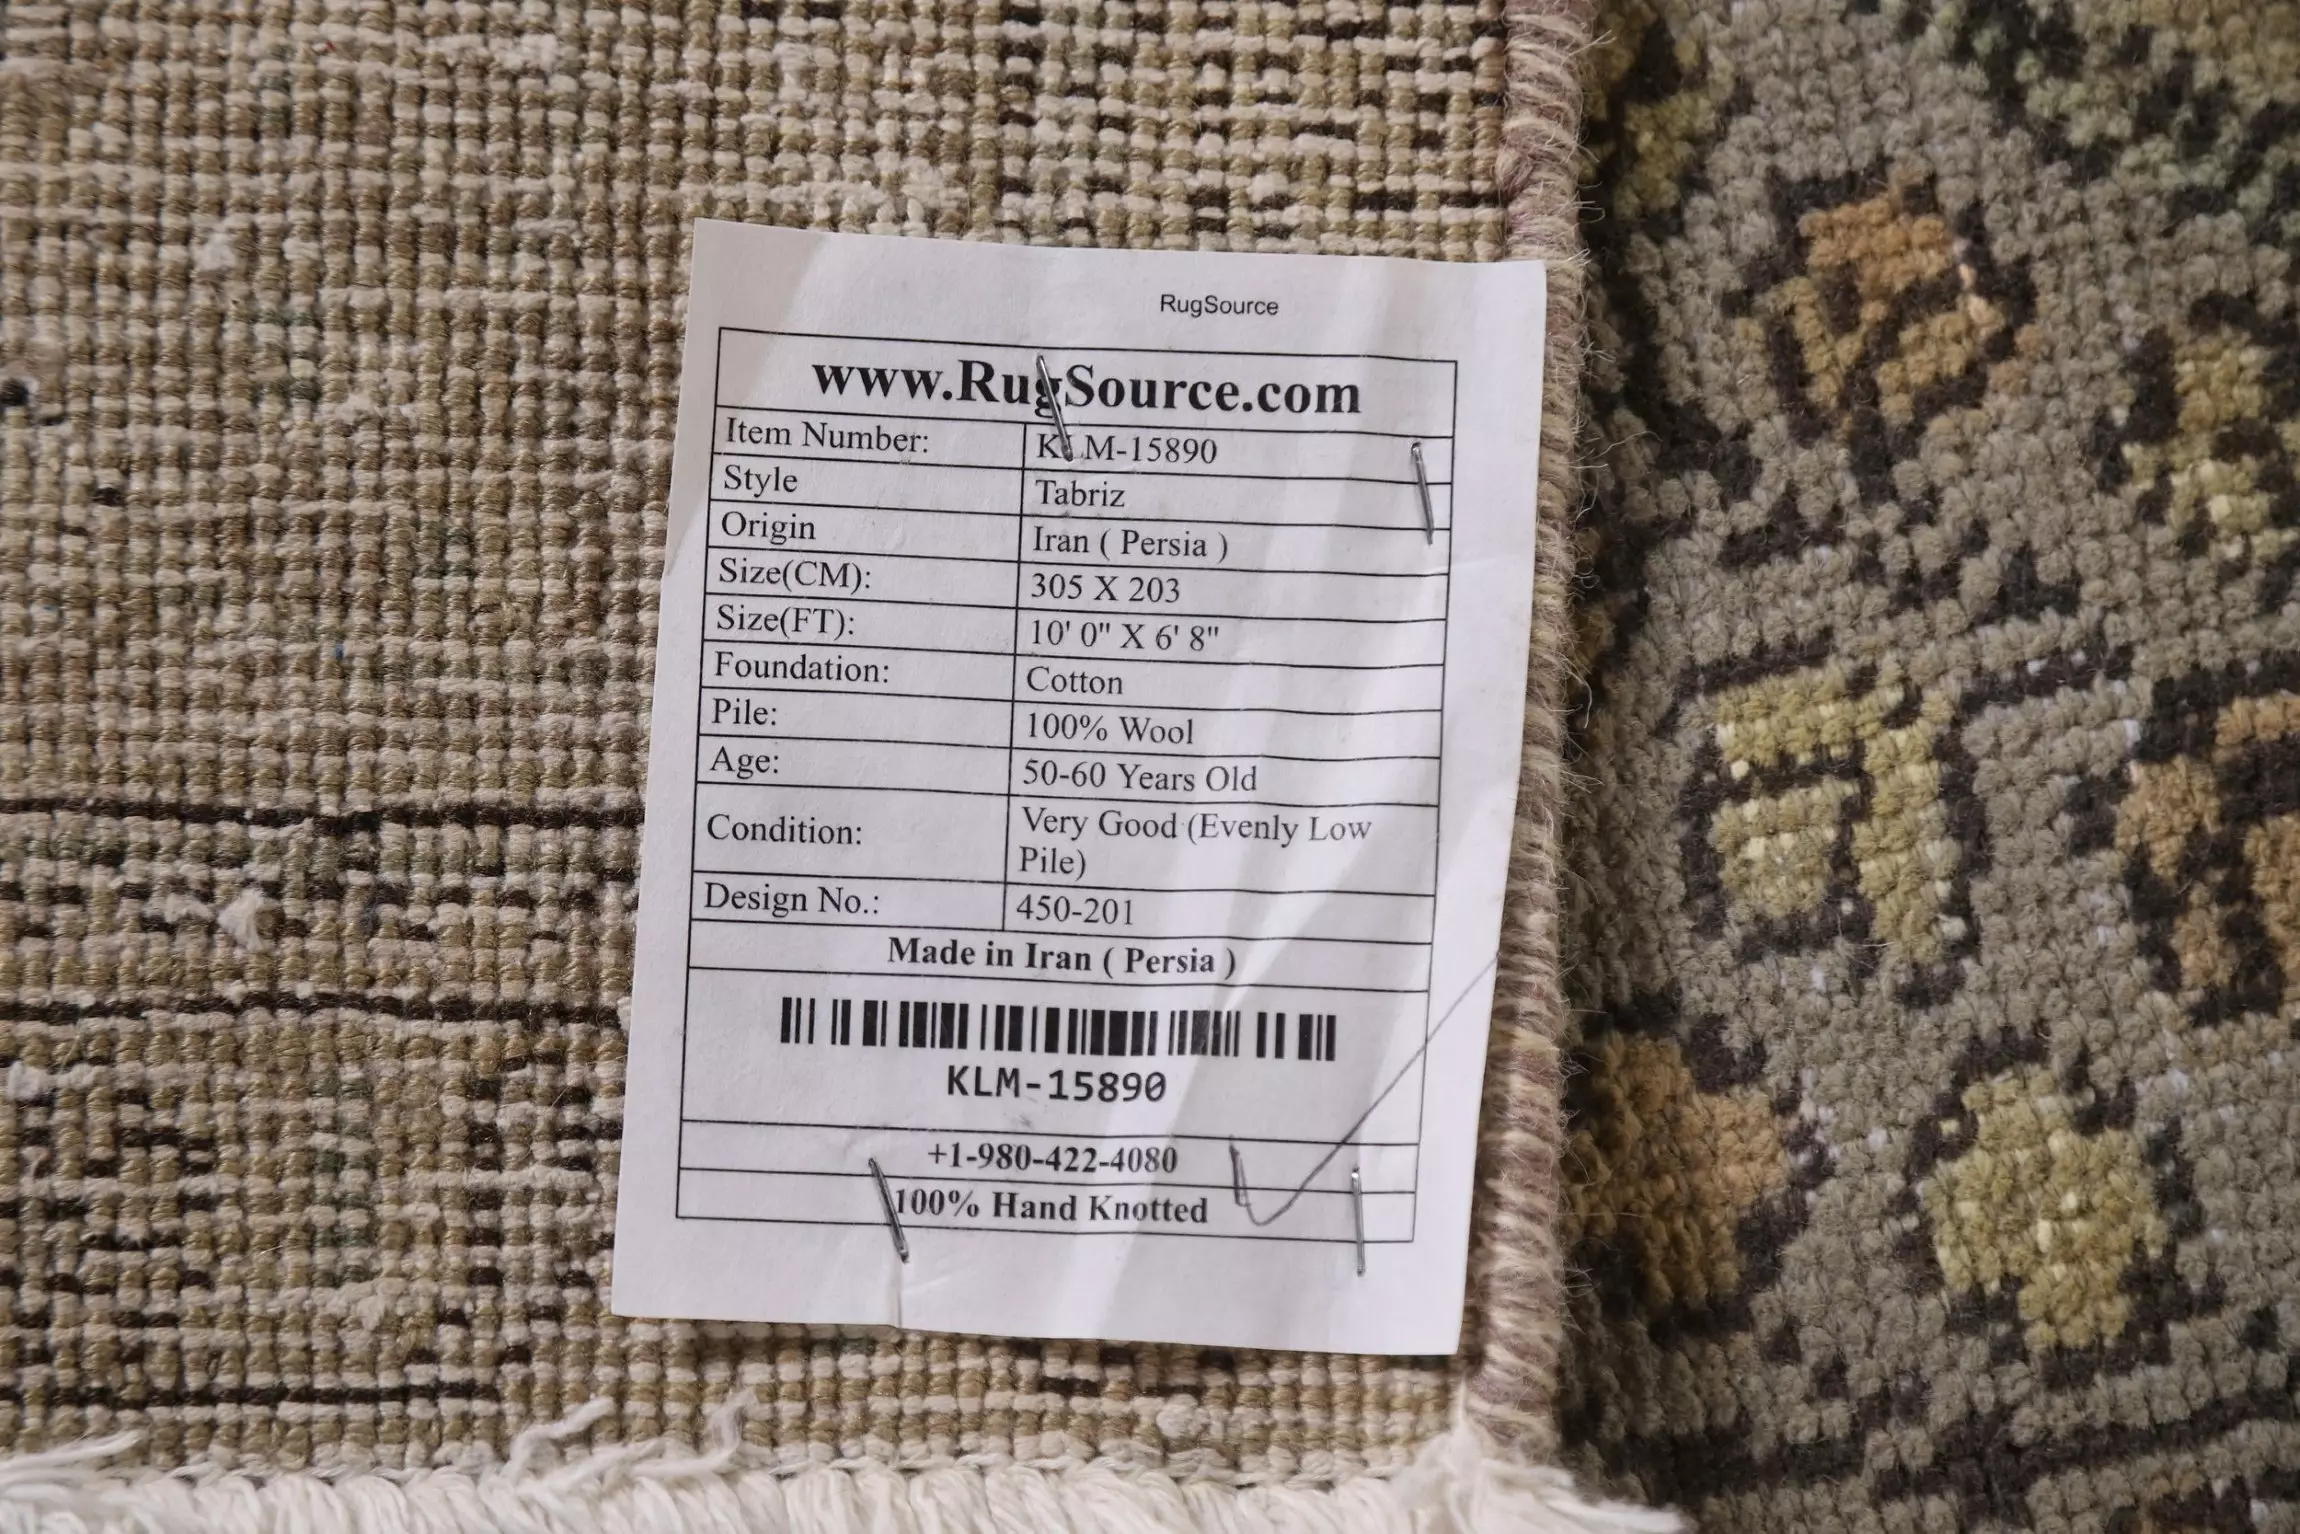 RugSource
www.RugSource.com
Item Number: KLM-15890
Style Tabriz
Origin Iran ( Persia )
Size(CM): 305 X 203
Size(FT): 10' 0" X 6' 8"
Foundation: Cotton
Pile: 100% Wool
Age: 50-60 Years Old
Condition: Very Good (Evenly Low
Pile)
Design No.: 450-201
Made in Iran ( Persia )
KLM-15890
+1-980-422-4080
100% Hand Knotted